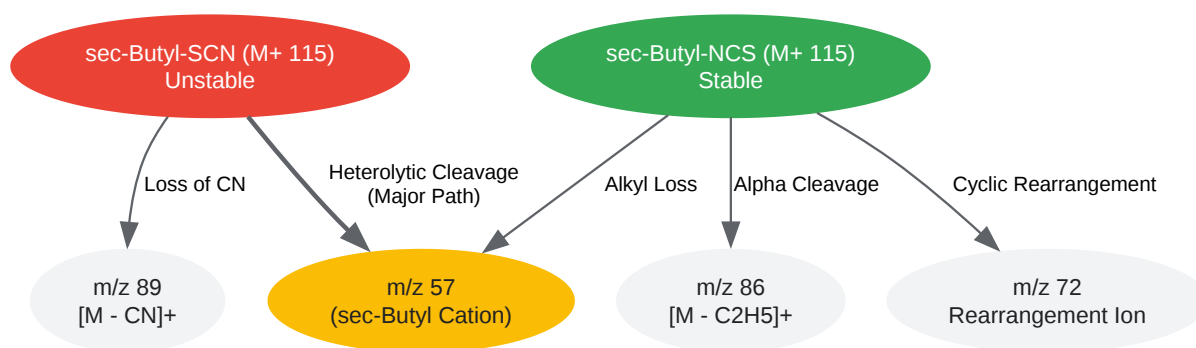 sec-Butyl-SCN (M+ 115)
Unstable
sec-Butyl-NCS (M+ 115)
Stable
Loss of CN
Heterolytic Cleavage
(Major Path)
Alkyl Loss
Alpha Cleavage
Cyclic Rearrangement
m/z 89
[M - CN]+
m/z 57
(sec-Butyl Cation)
m/z 86
[M - C2H5]+
m/z 72
Rearrangement Ion